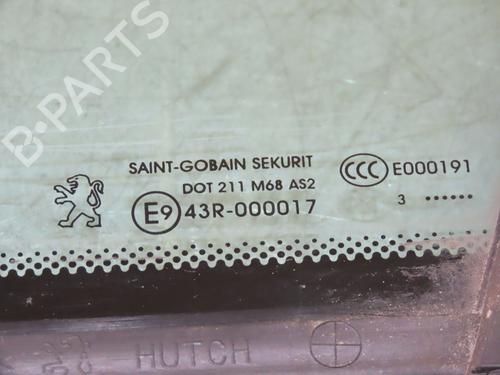 B-PARTS
SAINT-GOBAIN SEKURIT
DOT 211 M68 AS2
E9 43R-000017
CCC E000191
3 ......
HUTCH